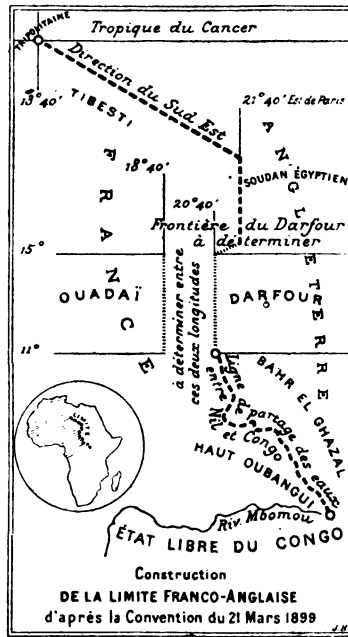 Tropique du Cancer
TRIPOLITAINE
Direction du Sud Est
13°40'
21°40' Est de Paris
TIBESTI
18°40'
SOUDAN ÉGYPTIEN
20°40'
FRANCE
ANGLETERRE
Frontière du Darfour
à déterminer
15°
OUADAÏ
à déterminer entre
ces deux longitudes
DARFOUR
11°
Ligne de partage des eaux
entre Nil et Congo
BAHR EL GHAZAL
HAUT OUBANGUI
LIMITE
Riv. Mbomou
ÉTAT LIBRE DU CONGO
Construction
DE LA LIMITE FRANCO-ANGLAISE
d'après la Convention du 21 Mars 1899
J.H